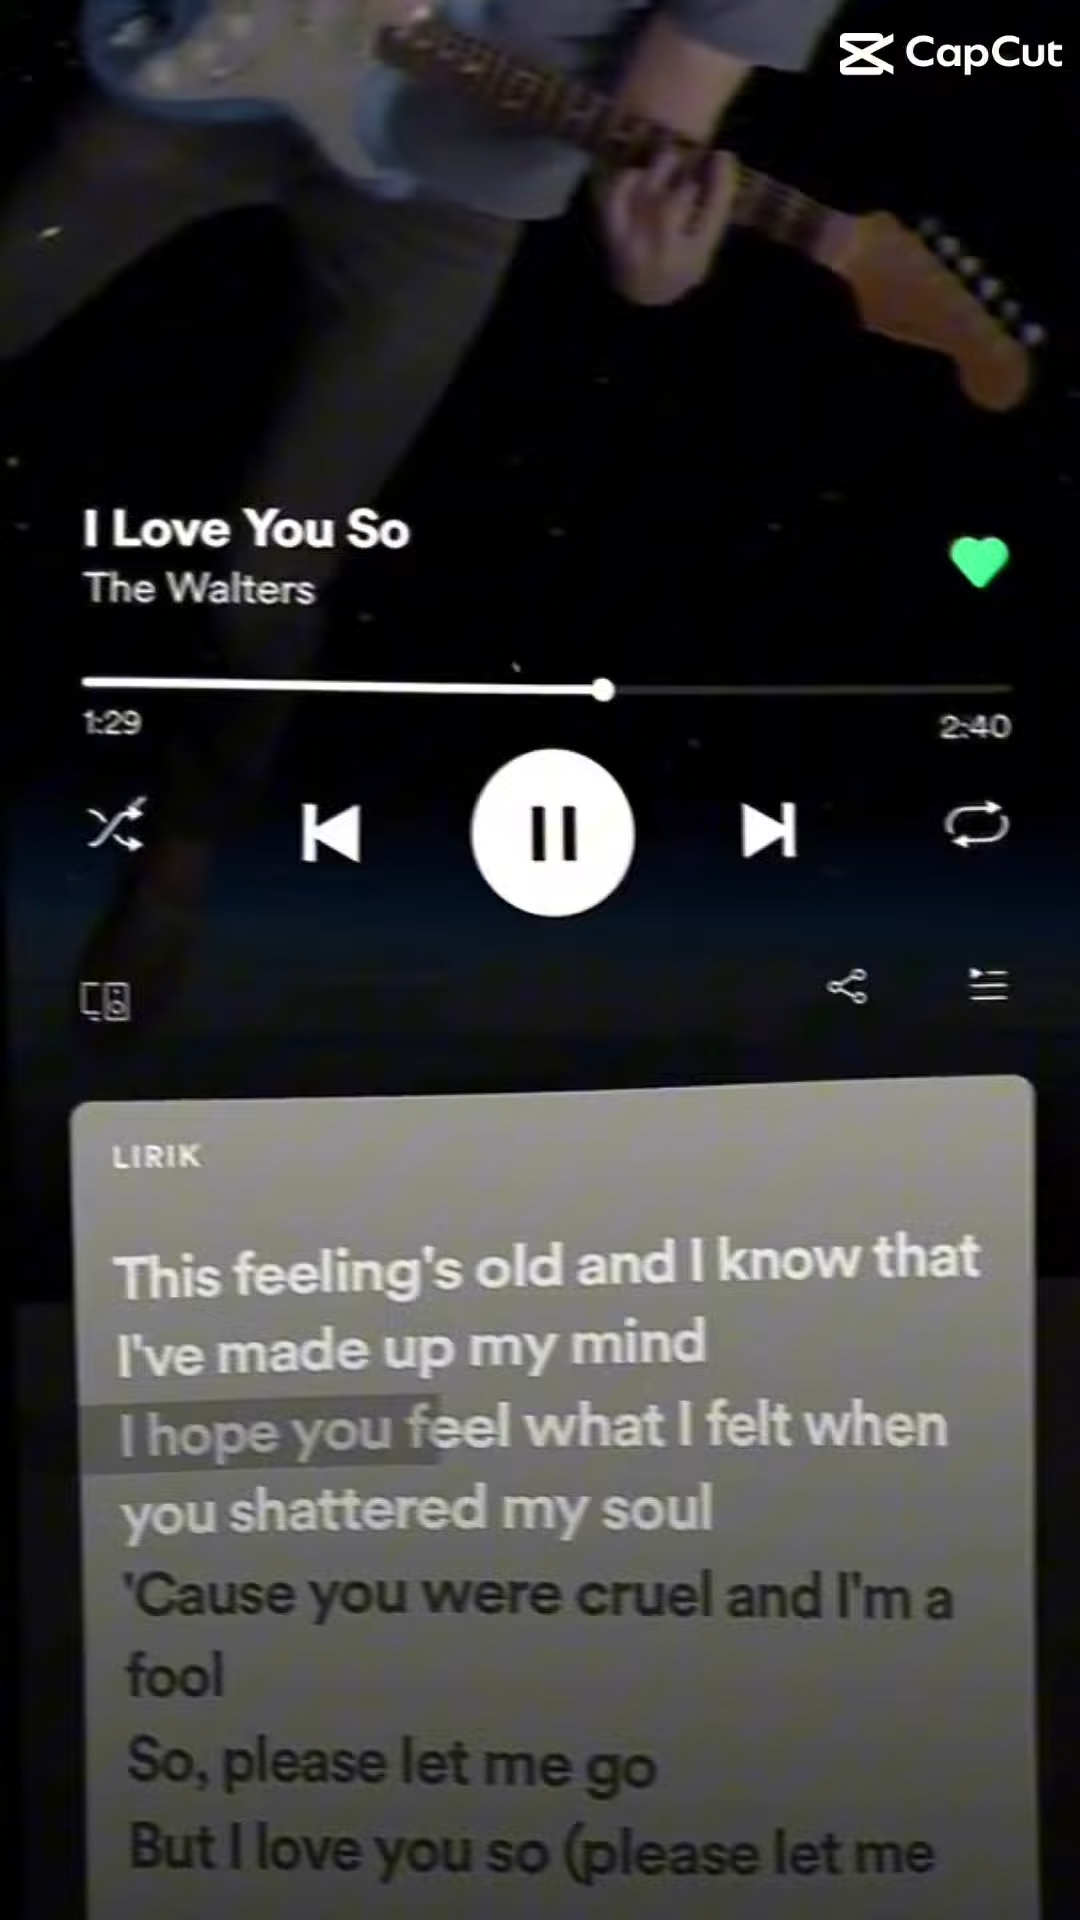 CapCut
I Love You So
The Walters
1:29
2:40
LIRIK
This feeling's old and I know that
I've made up my mind
I hope you feel what I felt when
you shattered my soul
'Cause you were cruel and I'm a
fool
So, please let me go
But I love you so (please let me